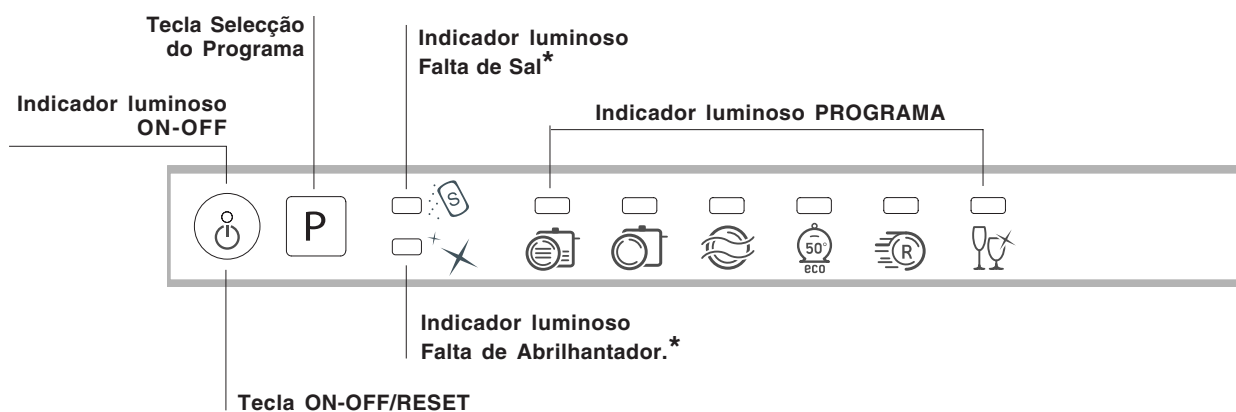 Tecla Selecção
do Programa
Indicador luminoso
Falta de Sal*
Indicador luminoso
ON-OFF
Indicador luminoso PROGRAMA
P
S
50°
eco
R
Indicador luminoso
Falta de Abrilhantador.*
Tecla ON-OFF/RESET